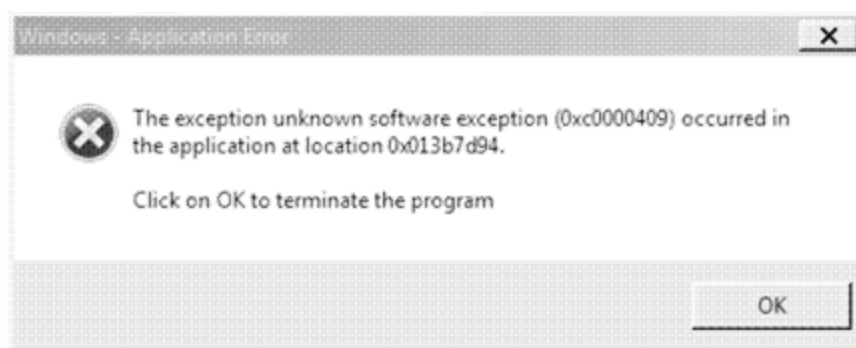 Windows - Application Error
The exception unknown software exception (0xc0000409) occurred in
the application at location 0x013b7d94.
Click on OK to terminate the program
OK